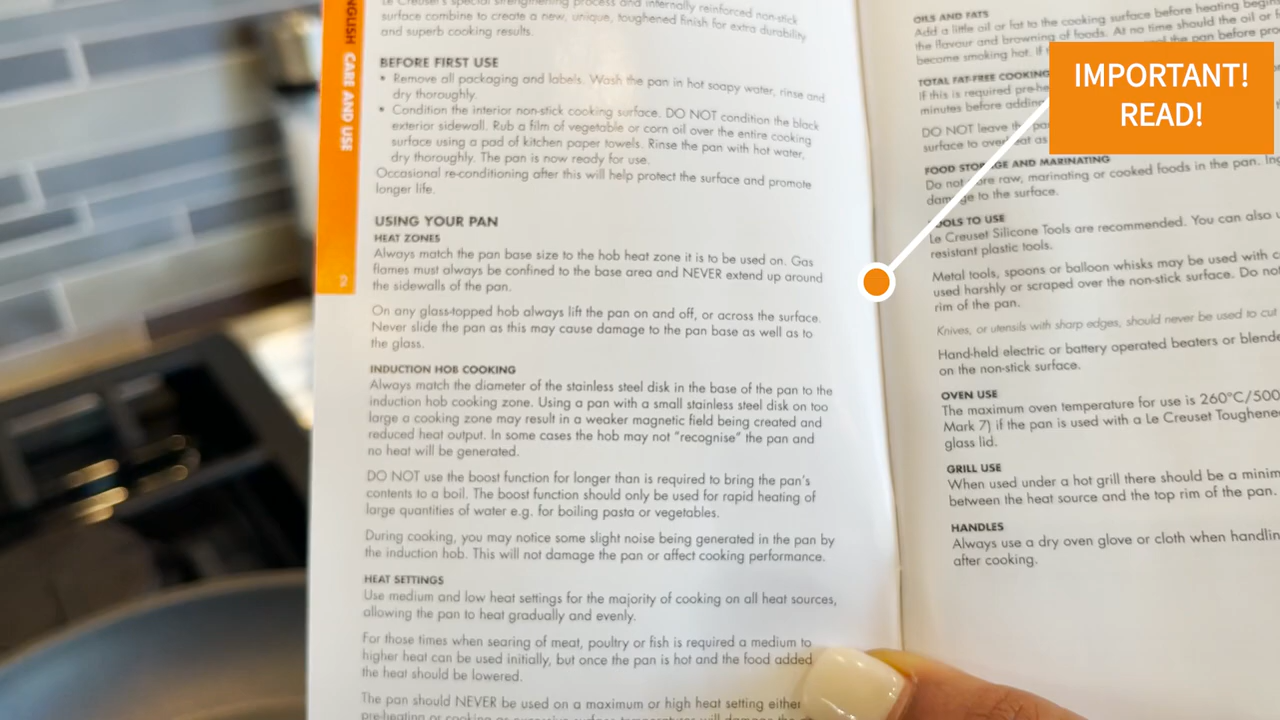 ENGLISH CARE AND USE
2
Le Creuset's special strengthening process and internally reinforced non-stick
surface combine to create a new, unique, toughened finish for extra durability
and superb cooking results.
BEFORE FIRST USE
• Remove all packaging and labels. Wash the pan in hot soapy water, rinse and
dry thoroughly.
• Condition the interior non-stick cooking surface. DO NOT condition the black
exterior sidewall. Rub a film of vegetable or corn oil over the entire cooking
surface using a pad of kitchen paper towels. Rinse the pan with hot water,
dry thoroughly. The pan is now ready for use.
Occasional re-conditioning after this will help protect the surface and promote
longer life.
USING YOUR PAN
HEAT ZONES
Always match the pan base size to the hob heat zone it is to be used on. Gas
flames must always be confined to the base area and NEVER extend up around
the sidewalls of the pan.
On any glass-topped hob always lift the pan on and off, or across the surface.
Never slide the pan as this may cause damage to the pan base as well as to
the glass.
INDUCTION HOB COOKING
Always match the diameter of the stainless steel disk in the base of the pan to the
induction hob cooking zone. Using a pan with a small stainless steel disk on too
large a cooking zone may result in a weaker magnetic field being created and
reduced heat output. In some cases the hob may not "recognise" the pan and
no heat will be generated.
DO NOT use the boost function for longer than is required to bring the pan's
contents to a boil. The boost function should only be used for rapid heating of
large quantities of water e.g. for boiling pasta or vegetables.
During cooking, you may notice some slight noise being generated in the pan by
the induction hob. This will not damage the pan or affect cooking performance.
HEAT SETTINGS
Use medium and low heat settings for the majority of cooking on all heat sources,
allowing the pan to heat gradually and evenly.
For those times when searing of meat, poultry or fish is required a medium to
higher heat can be used initially, but once the pan is hot and the food added
the heat should be lowered.
The pan should NEVER be used on a maximum or high heat setting either
pre-heating or cooking
OILS AND FATS
Add a little oil or fat to the cooking surface before heating begins
the flavour and browning of foods. At no time should the oil or
become smoking hot. If the pan before
TOTAL FAT-FREE COOKING
If this is required
minutes before
DO NOT leave the
surface to overheat as
FOOD STORAGE AND MARINATING
Do not store raw, marinating or cooked foods in the pan.
damage to the surface.
TOOLS TO USE
Le Creuset Silicone Tools are recommended. You can also
resistant plastic tools.
Metal tools, spoons or balloon whisks may be used with
used harshly or scraped over the non-stick surface. Do
rim of the pan.
Knives, or utensils with sharp edges, should never be used to cut
Hand-held electric or battery operated beaters or
on the non-stick surface.
OVEN USE
The maximum oven temperature for use is 260°C/500
Mark 7) if the pan is used with a Le Creuset
glass lid.
GRILL USE
When used under a hot grill there should be a
between the heat source and the top rim of the pan.
HANDLES
Always use a dry oven glove or cloth when
after cooking.
IMPORTANT!
READ!